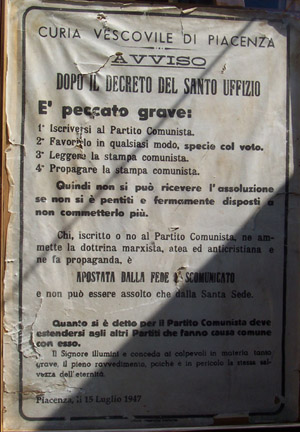 CURIA VESCOVILE DI PIACENZA
AVVISO
DOPO IL DECRETO DEL SANTO UFFIZIO
E' peccato grave:
1° Iscriversi al Partito Comunista.
2° Favorirlo in qualsiasi modo, specie col voto.
3° Leggere la stampa comunista.
4° Propagare la stampa comunista.
Quindi non si può ricevere l'assoluzione
se non si è pentiti e fermamente disposti a
non commetterlo più.
Chi, iscritto o no al Partito Comunista, ne am-
mette la dottrina marxista, atea ed anticristiana e
ne fa propaganda, è
APOSTATA DALLA FEDE E SCOMUNICATO
e non può essere assolto che dalla Santa Sede.
Quanto si è detto per il Partito Comunista deve
estendersi agli altri Partiti che fanno causa comune
con esso.
Il Signore illumini e conceda ai colpevoli in materia tanto
grave, il pieno ravvedimento, poichè è in pericolo la stessa sal-
vezza dell'eternità.
Piacenza, il 15 Luglio 1947